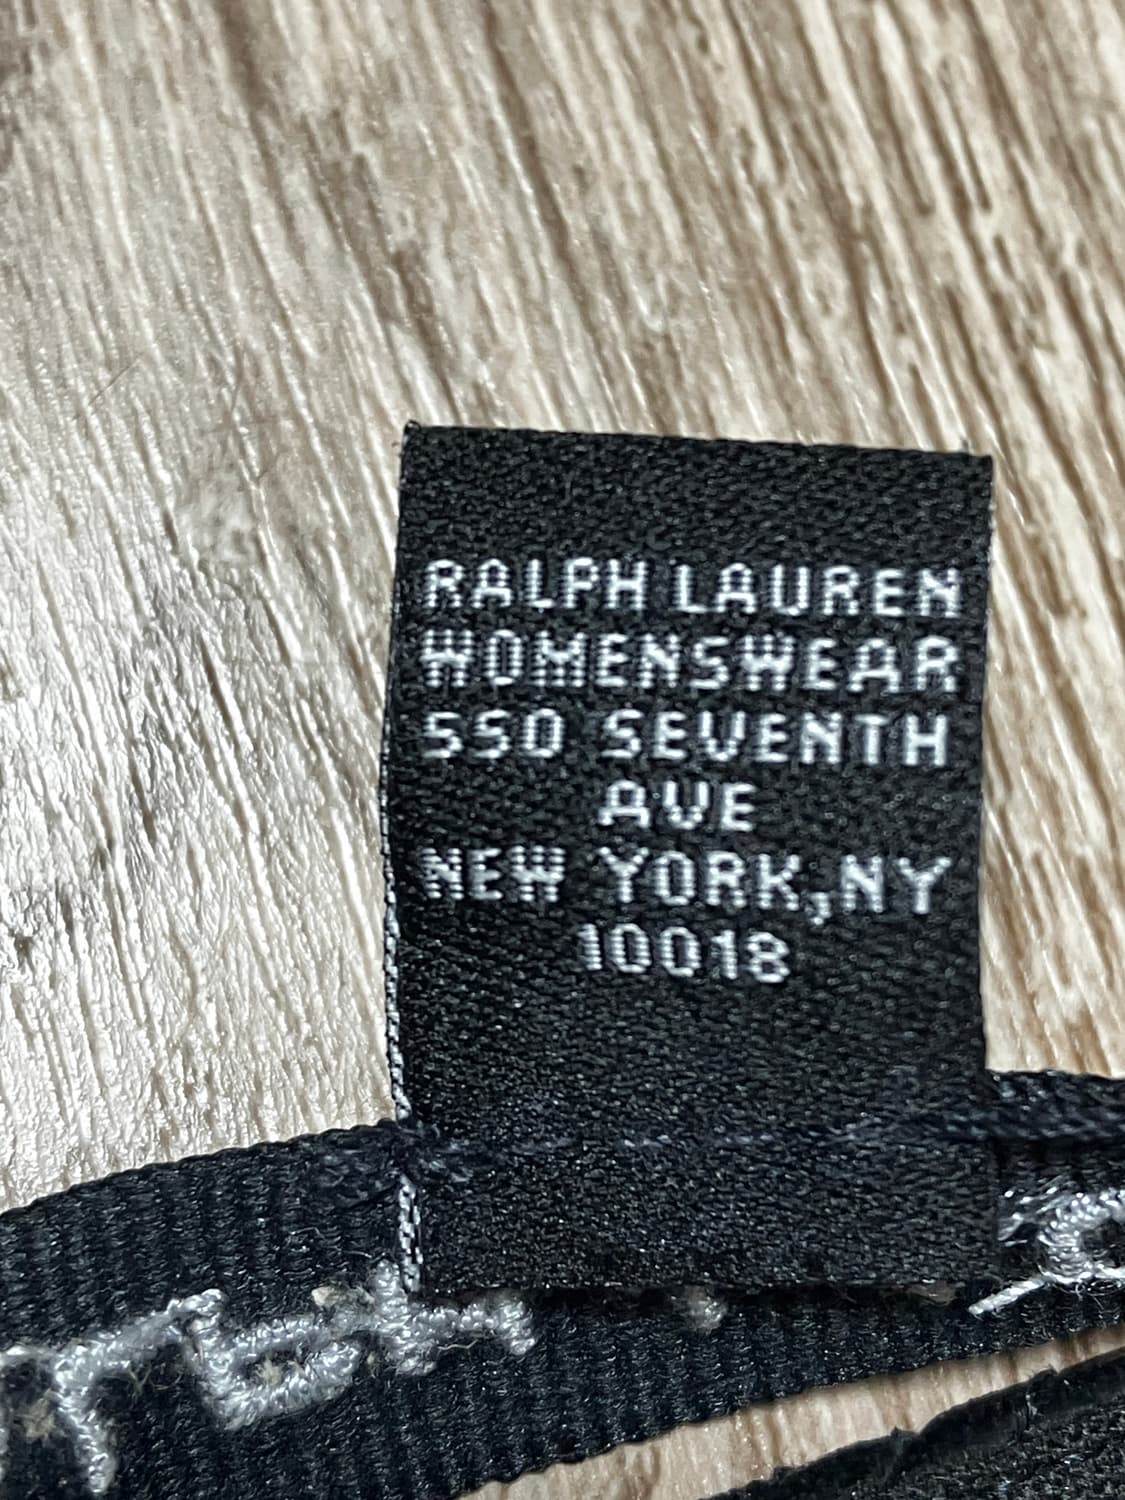 RALPH LAUREN
WOMENSWEAR
550 SEVENTH
AVE
NEW YORK,NY
10018